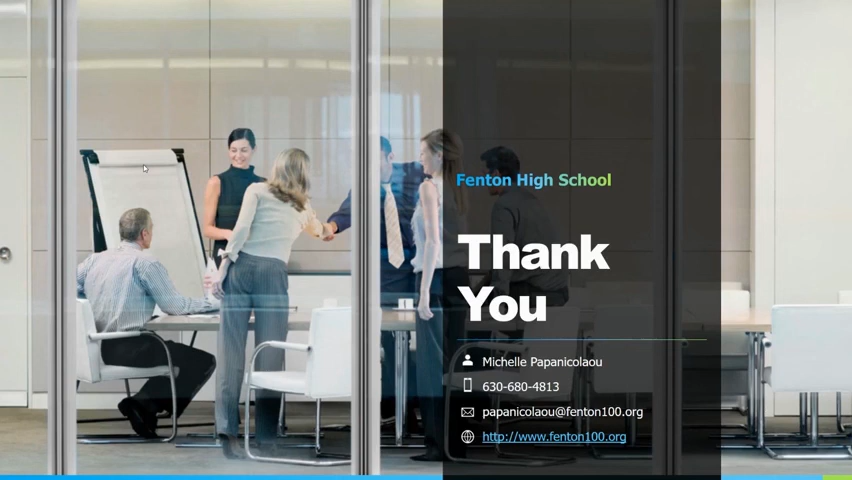 Fenton High School
Thank
You
Michelle Papanicolaou
630-680-4813
papanicolaou@fenton100.org
http://www.fenton100.org